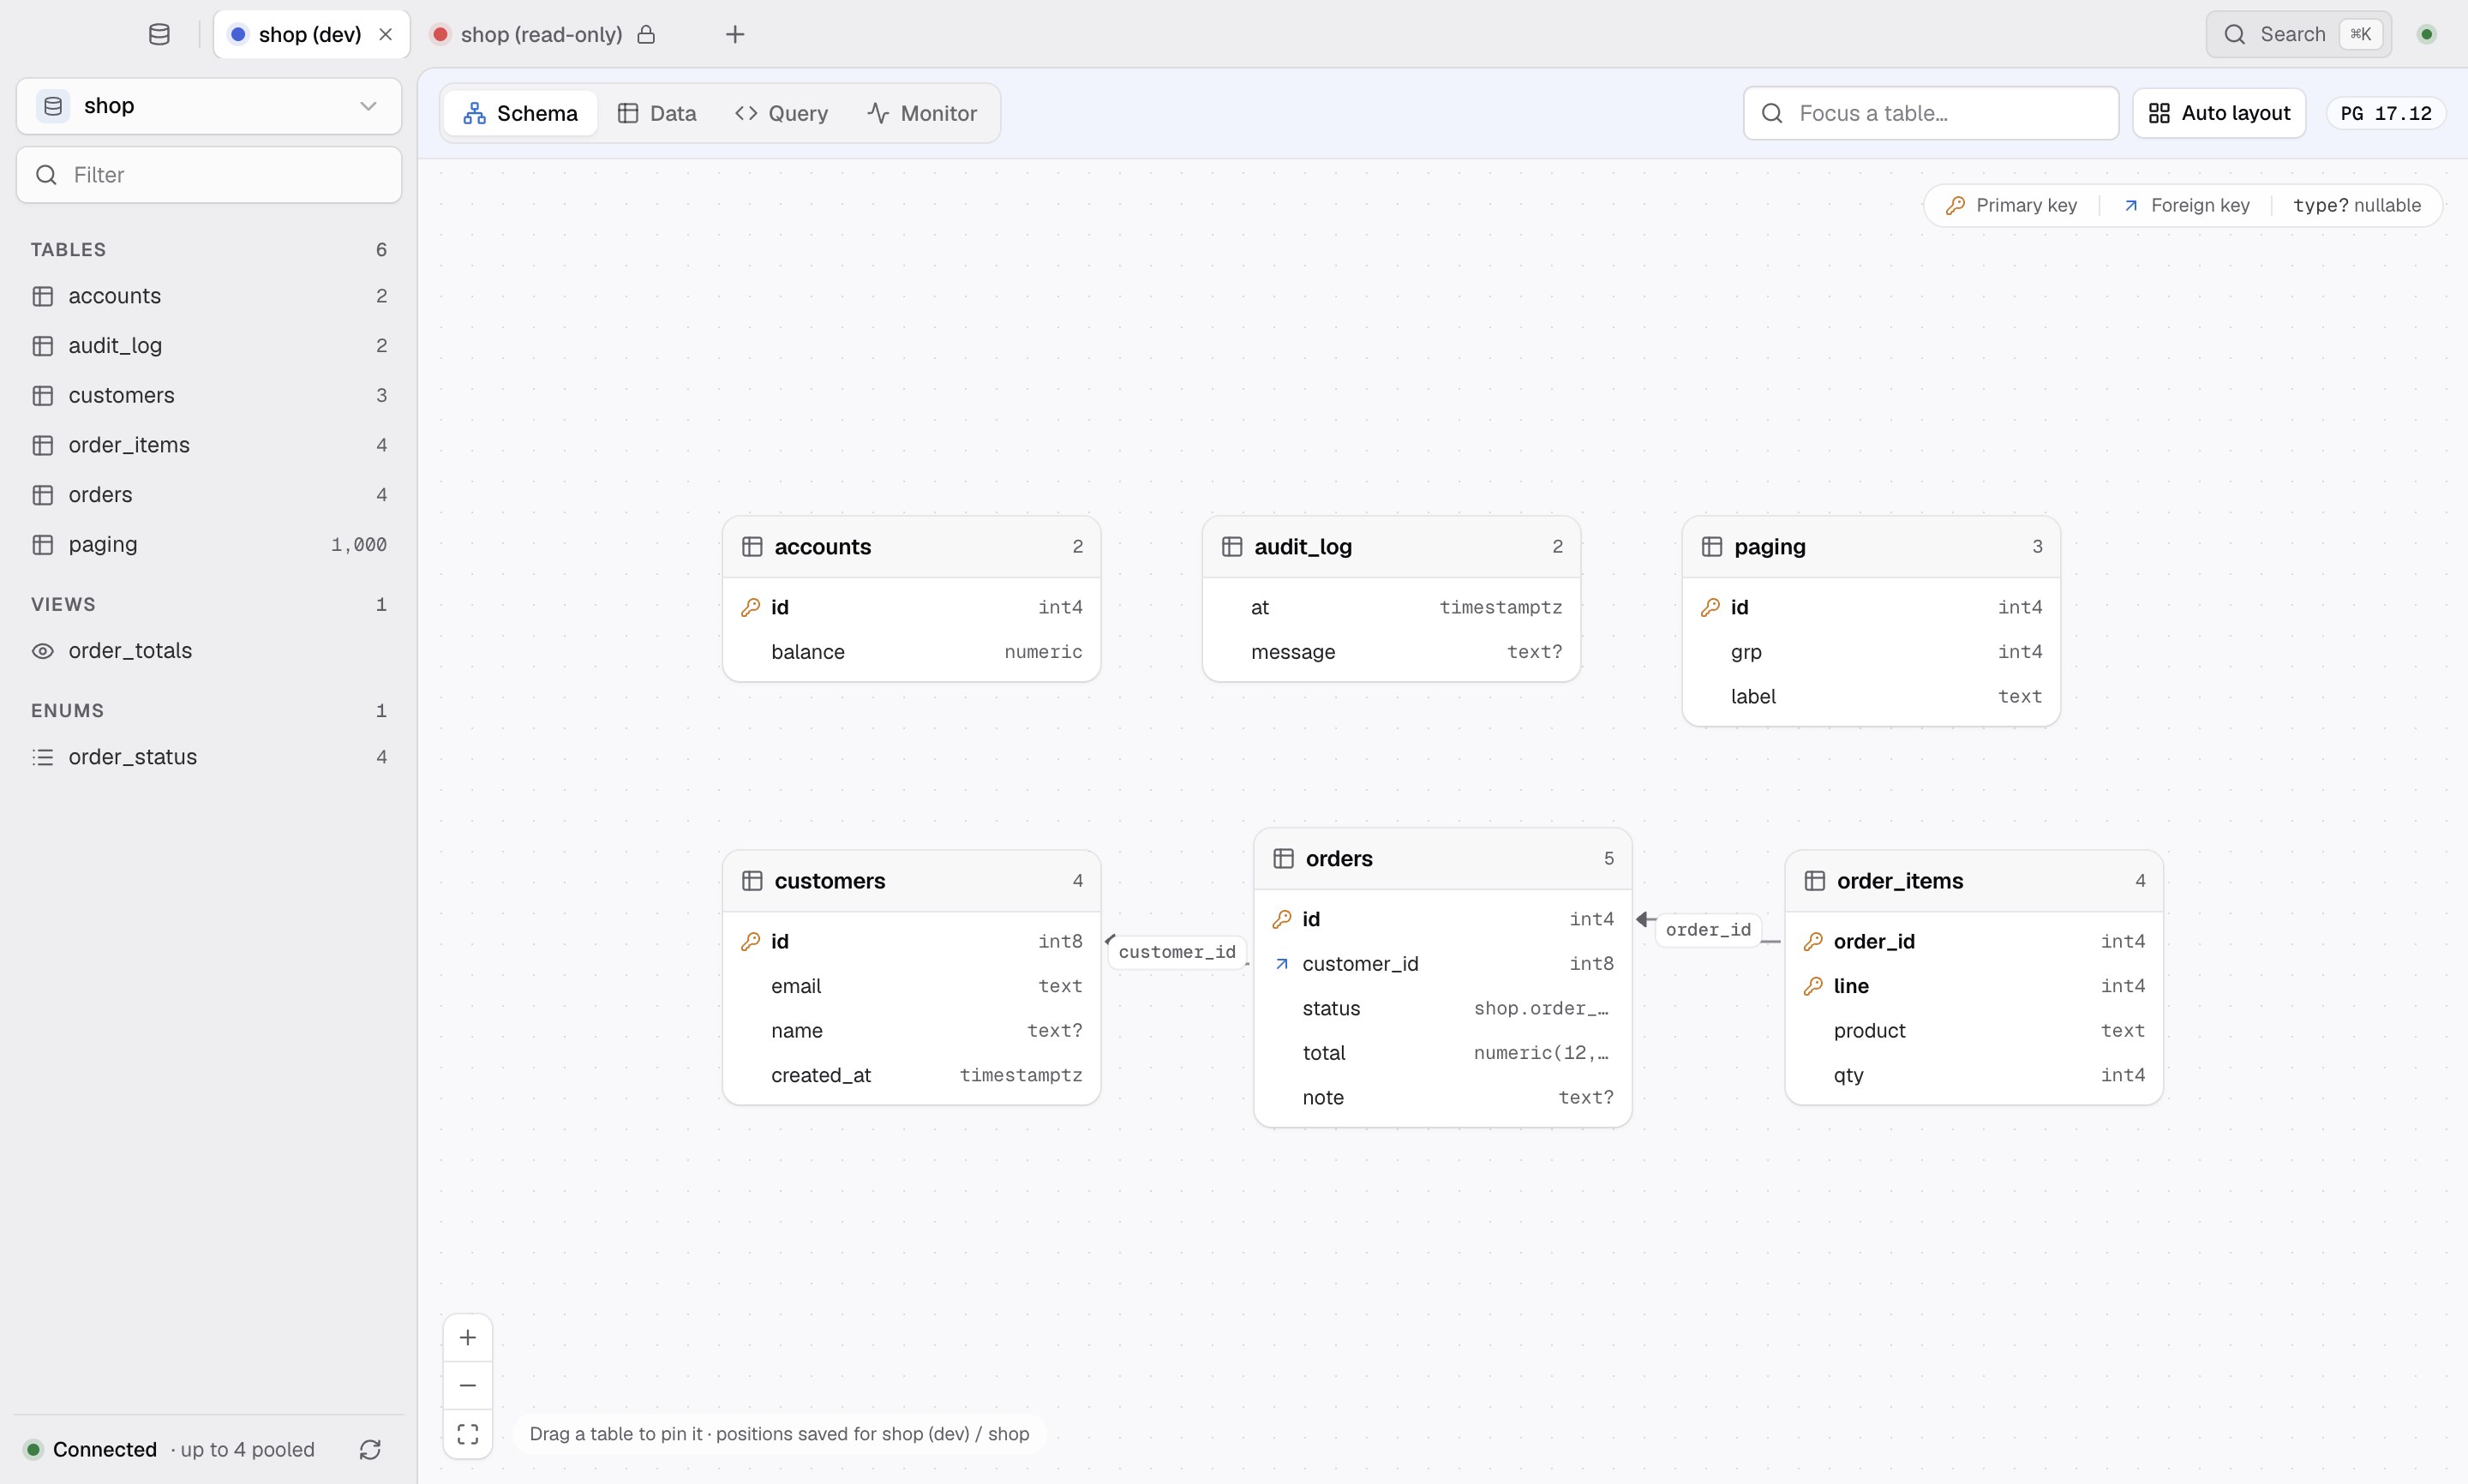 shop (dev)
shop (read-only)
Search ⌘K
shop
Filter
TABLES 6
accounts 2
audit_log 2
customers 3
order_items 4
orders 4
paging 1,000
VIEWS 1
order_totals
ENUMS 1
order_status 4
Connected · up to 4 pooled
Schema Data Query Monitor
Focus a table…
Auto layout
PG 17.12
Primary key
Foreign key
type? nullable
accounts 2
id int4
balance numeric
audit_log 2
at timestamptz
message text?
paging 3
id int4
grp int4
label text
customers 4
id int8
email text
name text?
created_at timestamptz
customer_id
orders 5
id int4
customer_id int8
status shop.order_…
total numeric(12,…
note text?
order_id
order_items 4
order_id int4
line int4
product text
qty int4
Drag a table to pin it · positions saved for shop (dev) / shop